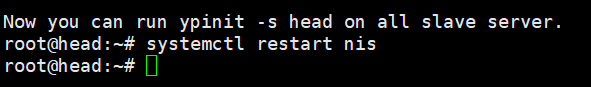 Now you can run ypinit -s head on all slave server.
root@head:~# systemctl restart nis
root@head:~#